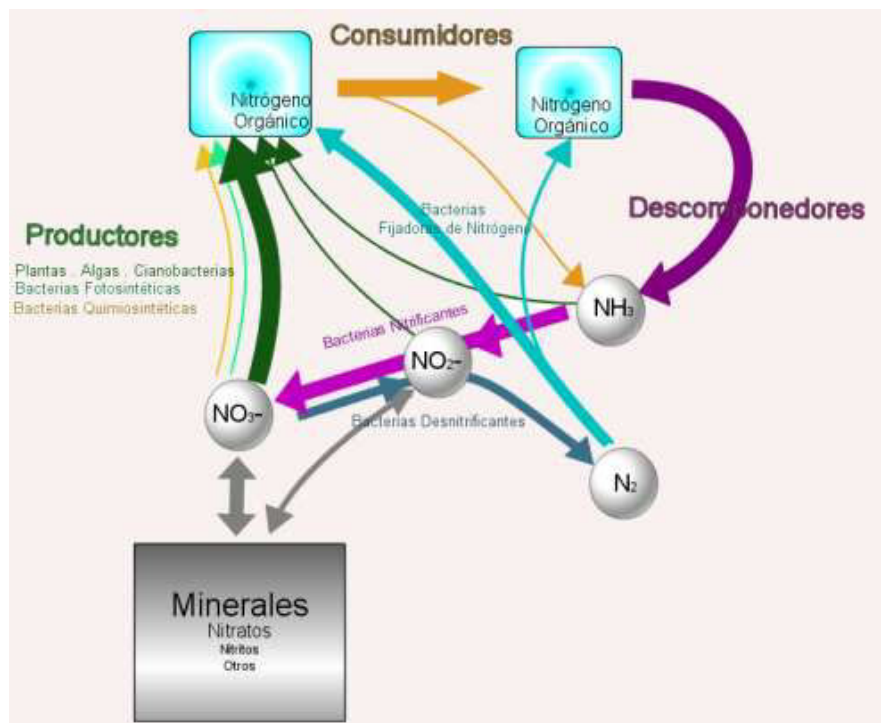 Consumidores
Nitrógeno
Orgánico
Nitrógeno
Orgánico
Bacterias
Fijadoras de Nitrógeno
Descomponedores
Productores
Plantas . Algas . Cianobacterias
Bacterias Fotosintéticas
Bacterias Quimiosintéticas
NH₃
Bacterias Nitrificantes
NO₂-
NO₃-
Bacterias Desnitrificantes
N₂
Minerales
Nitratos
Nitritos
Otros